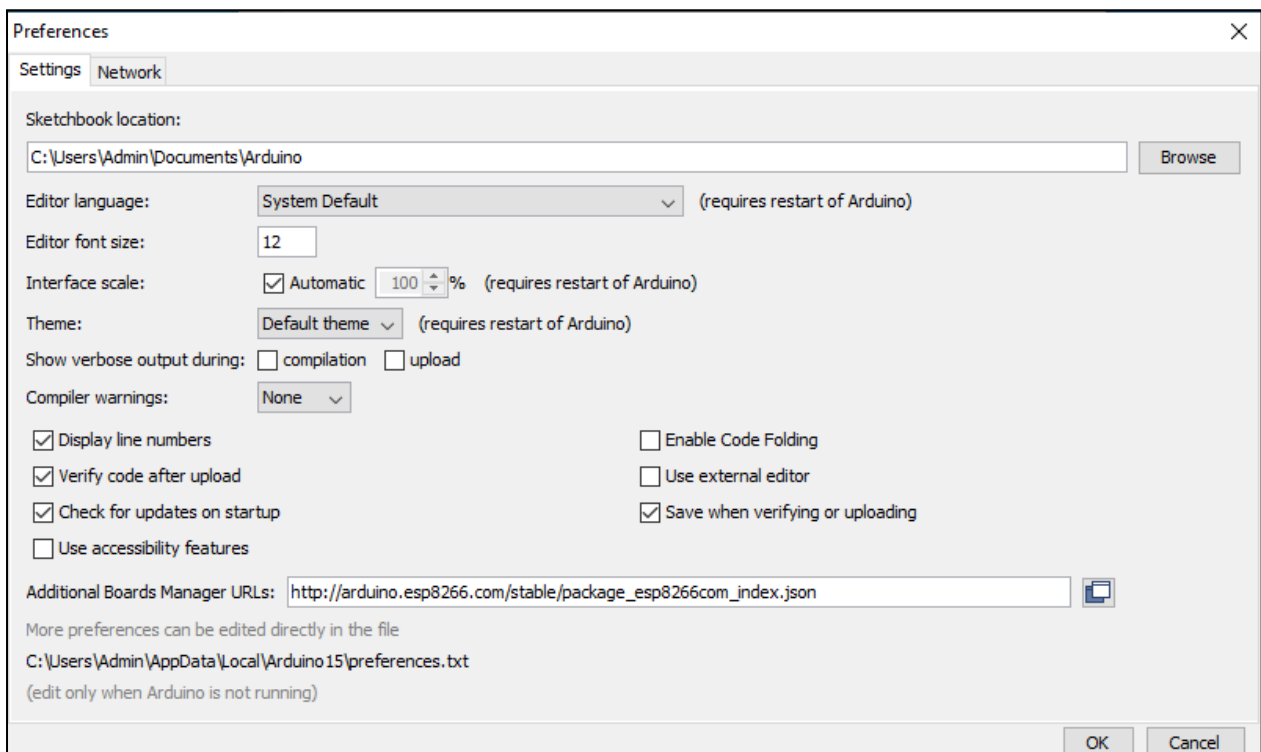 Preferences
Settings Network
Sketchbook location:
C:\Users\Admin\Documents\Arduino Browse
Editor language: System Default (requires restart of Arduino)
Editor font size: 12
Interface scale: Automatic 100 % (requires restart of Arduino)
Theme: Default theme (requires restart of Arduino)
Show verbose output during: compilation upload
Compiler warnings: None
Display line numbers Enable Code Folding
Verify code after upload Use external editor
Check for updates on startup Save when verifying or uploading
Use accessibility features
Additional Boards Manager URLs: http://arduino.esp8266.com/stable/package_esp8266com_index.json
More preferences can be edited directly in the file
C:\Users\Admin\AppData\Local\Arduino15\preferences.txt
(edit only when Arduino is not running)
OK Cancel